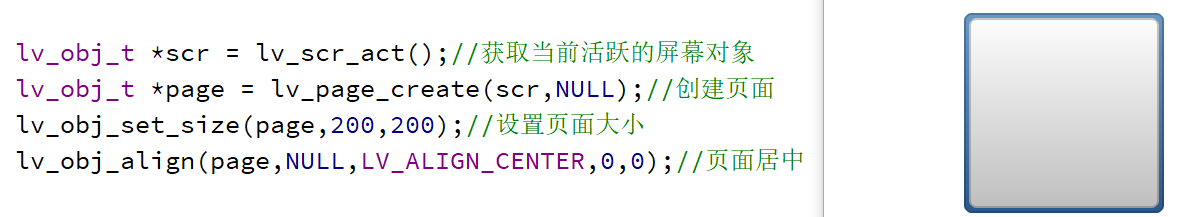 lv_obj_t *scr = lv_scr_act();//获取当前活跃的屏幕对象
lv_obj_t *page = lv_page_create(scr,NULL);//创建页面
lv_obj_set_size(page,200,200);//设置页面大小
lv_obj_align(page,NULL,LV_ALIGN_CENTER,0,0);//页面居中